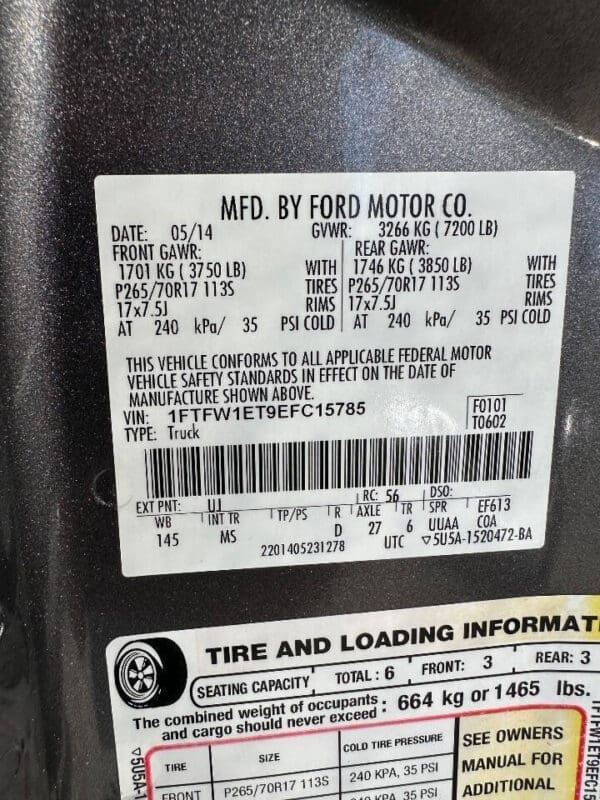 MFD. BY FORD MOTOR CO.
DATE: 05/14 GVWR: 3266 KG ( 7200 LB)
FRONT GAWR: REAR GAWR:
1701 KG ( 3750 LB) WITH 1746 KG ( 3850 LB) WITH
P265/70R17 113S TIRES P265/70R17 113S TIRES
17x7.5J RIMS 17x7.5J RIMS
AT 240 kPa/ 35 PSI COLD AT 240 kPa/ 35 PSI COLD
THIS VEHICLE CONFORMS TO ALL APPLICABLE FEDERAL MOTOR
VEHICLE SAFETY STANDARDS IN EFFECT ON THE DATE OF
MANUFACTURE SHOWN ABOVE.
VIN: 1FTFW1ET9EFC15785 F0101
TYPE: Truck T0602
EXT PNT: UJ RC: 56 DSO:
WB INT TR TP/PS R AXLE TR SPR EF613
145 MS D 27 6 UUAA COA
2201405231278 UTC ▽5U5A-1520472-BA
TIRE AND LOADING INFORMAT
SEATING CAPACITY TOTAL : 6 FRONT: 3 REAR: 3
The combined weight of occupants and cargo should never exceed : 664 kg or 1465 lbs.
TIRE SIZE COLD TIRE PRESSURE SEE OWNERS
MANUAL FOR
FRONT P265/70R17 113S 240 KPA, 35 PSI ADDITIONAL
240 KPA, 35 PSI
▽5U5A-1
1FTFW1ET9EFC15